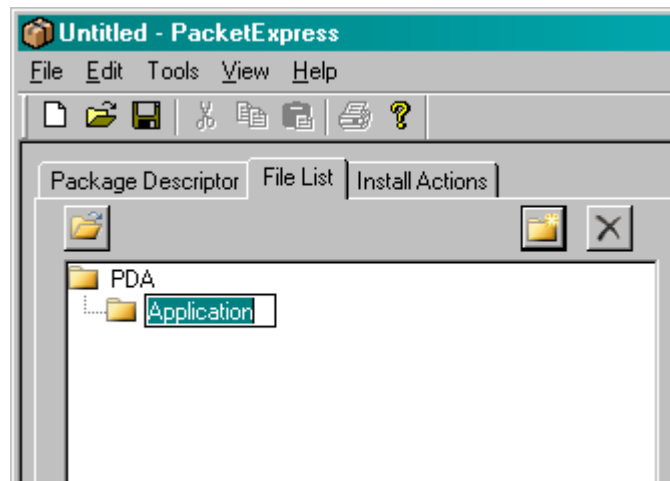 Untitled - PacketExpress
File Edit Tools View Help
Package Descriptor File List Install Actions
PDA
Application